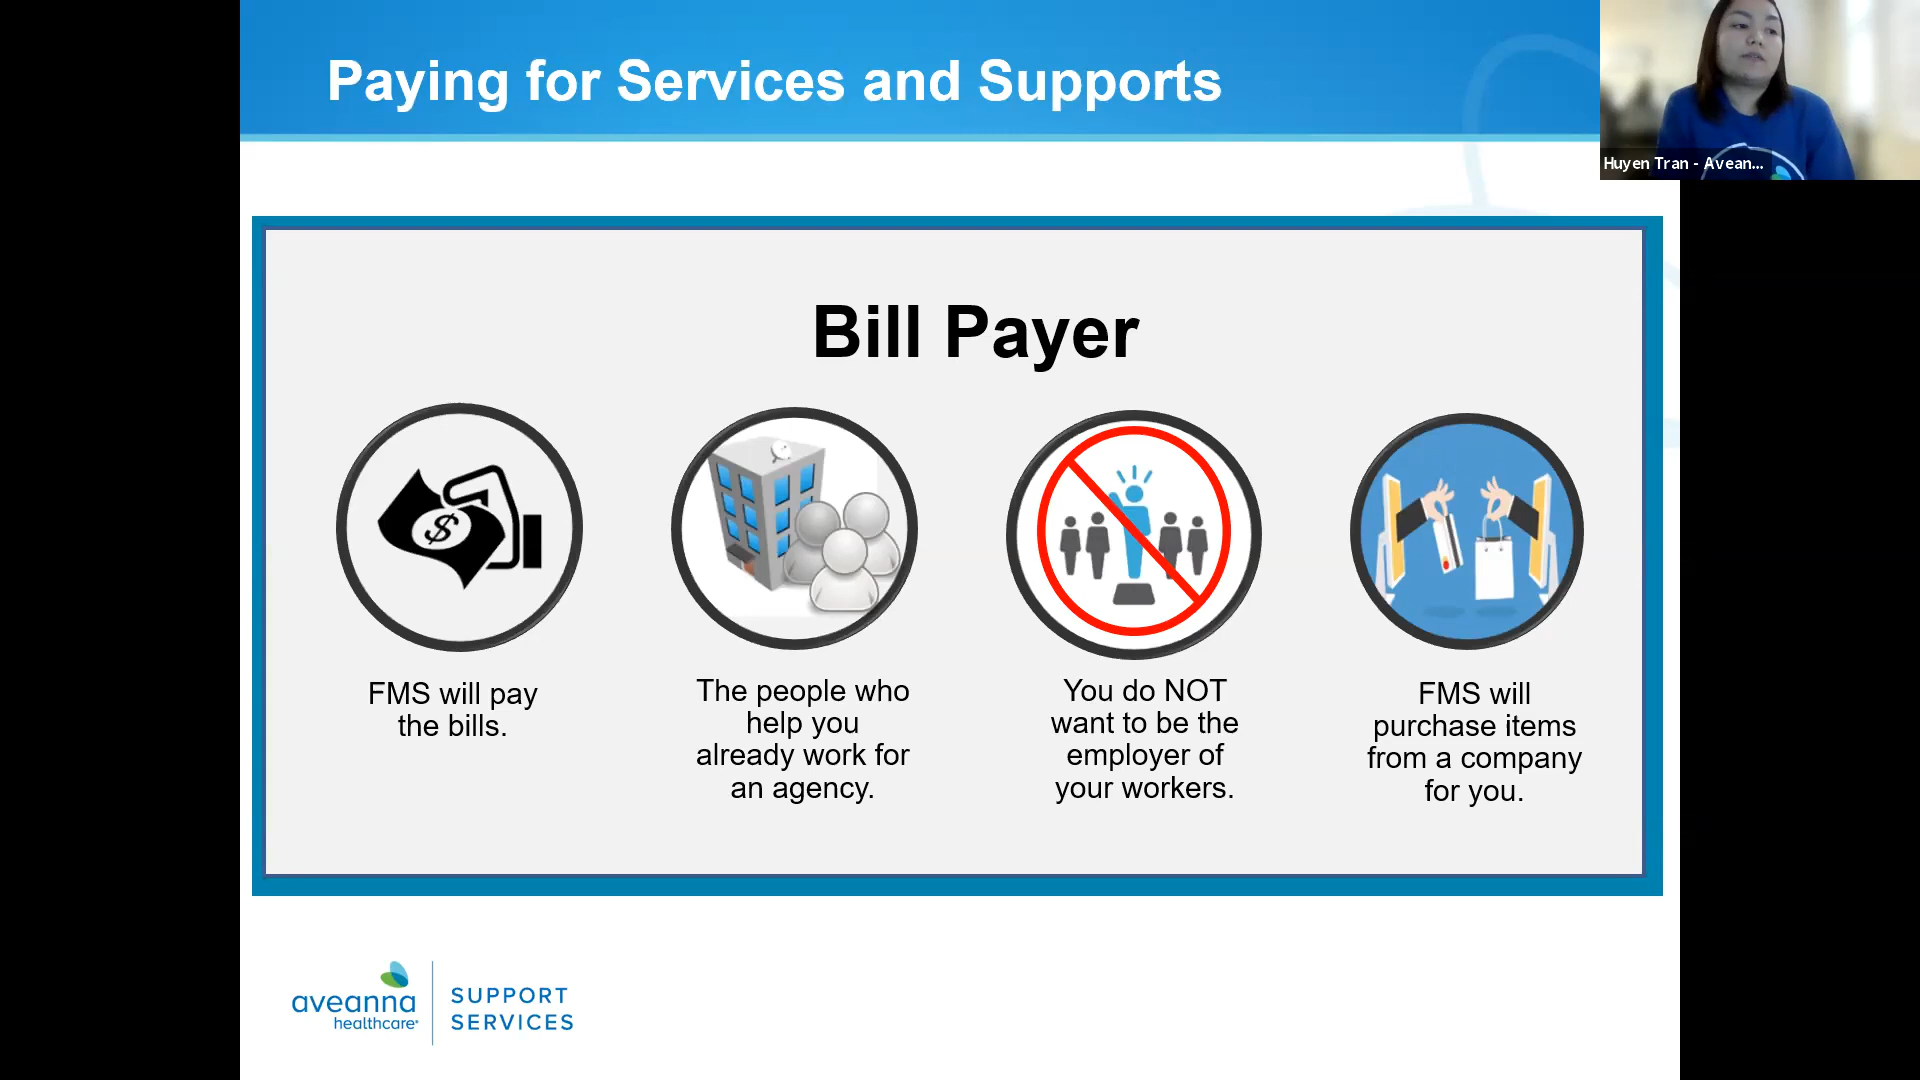 Paying for Services and Supports
Huyen Tran - Avean...
Bill Payer
$
FMS will pay
the bills.
The people who
help you
already work for
an agency.
You do NOT
want to be the
employer of
your workers.
FMS will
purchase items
from a company
for you.
aveanna
healthcare
SUPPORT
SERVICES